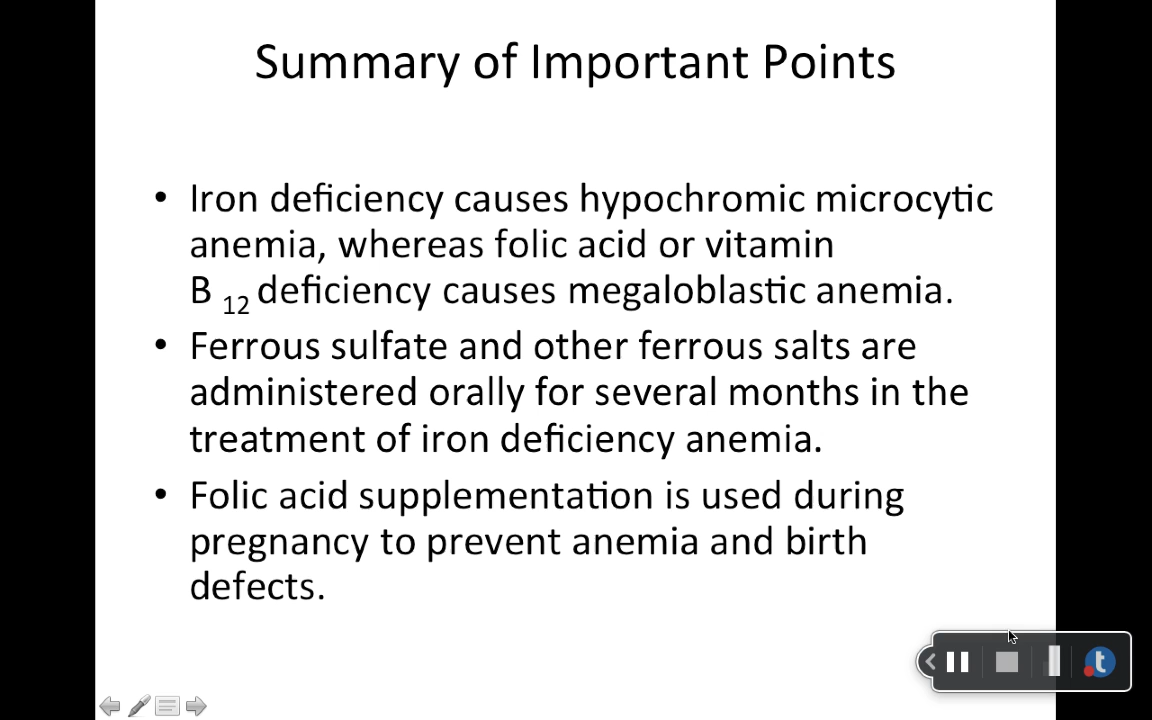 Summary of Important Points
• Iron deficiency causes hypochromic microcytic
anemia, whereas folic acid or vitamin
B 12 deficiency causes megaloblastic anemia.
• Ferrous sulfate and other ferrous salts are
administered orally for several months in the
treatment of iron deficiency anemia.
• Folic acid supplementation is used during
pregnancy to prevent anemia and birth
defects.
t